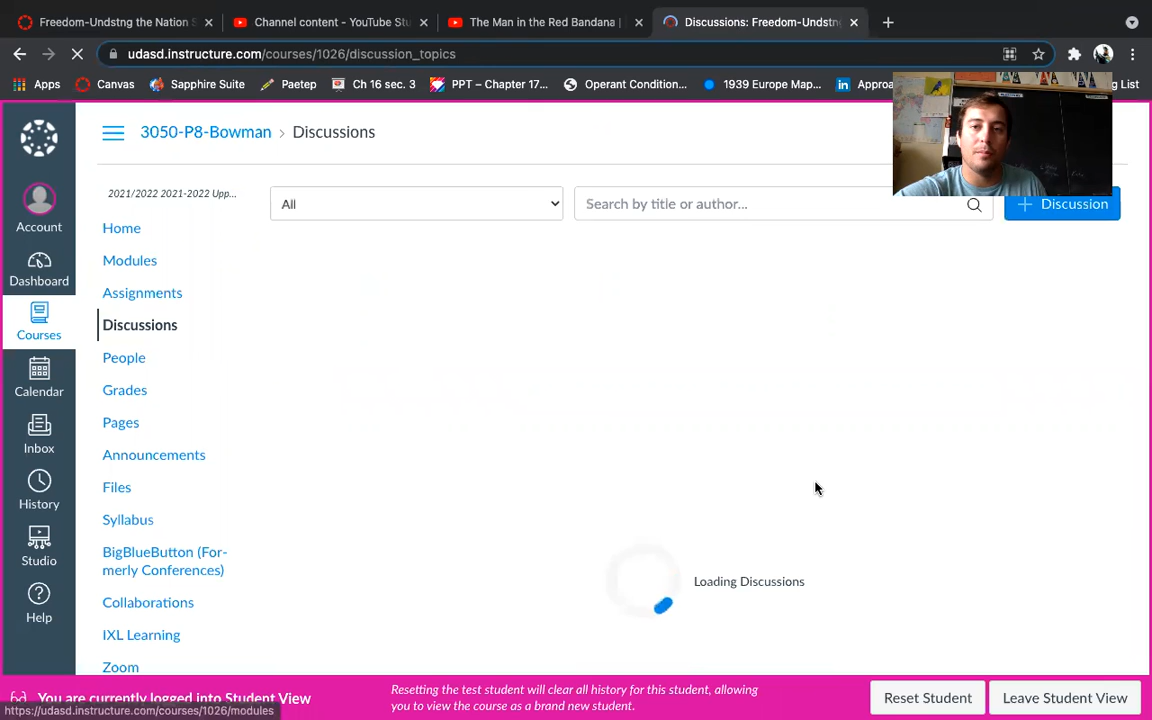 Freedom-Undstng the Nation S
Channel content - YouTube Stu
The Man in the Red Bandana |
Discussions: Freedom-Undstn
udasd.instructure.com/courses/1026/discussion_topics
Apps
Canvas
Sapphire Suite
Paetep
Ch 16 sec. 3
PPT – Chapter 17...
Operant Condition...
1939 Europe Map...
Approa
g List
3050-P8-Bowman > Discussions
2021/2022 2021-2022 Upp...
All
Search by title or author...
+ Discussion
Account
Dashboard
Courses
Calendar
Inbox
History
Studio
Help
Home
Modules
Assignments
Discussions
People
Grades
Pages
Announcements
Files
Syllabus
BigBlueButton (For-
merly Conferences)
Collaborations
IXL Learning
Zoom
Loading Discussions
You are currently logged into Student View
Resetting the test student will clear all history for this student, allowing
you to view the course as a brand new student.
Reset Student
Leave Student View
https://udasd.instructure.com/courses/1026/modules